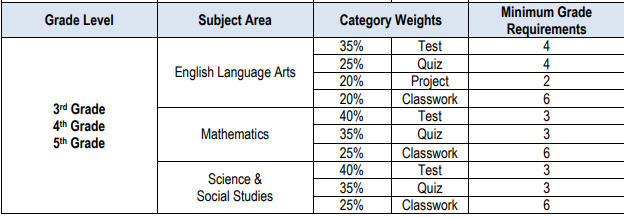 Grade Level Subject Area Category Weights Minimum Grade Requirements
3rd Grade
4th Grade
5th Grade
English Language Arts
35% Test 4
25% Quiz 4
20% Project 2
20% Classwork 6
Mathematics
40% Test 3
35% Quiz 3
25% Classwork 6
Science &
Social Studies
40% Test 3
35% Quiz 3
25% Classwork 6